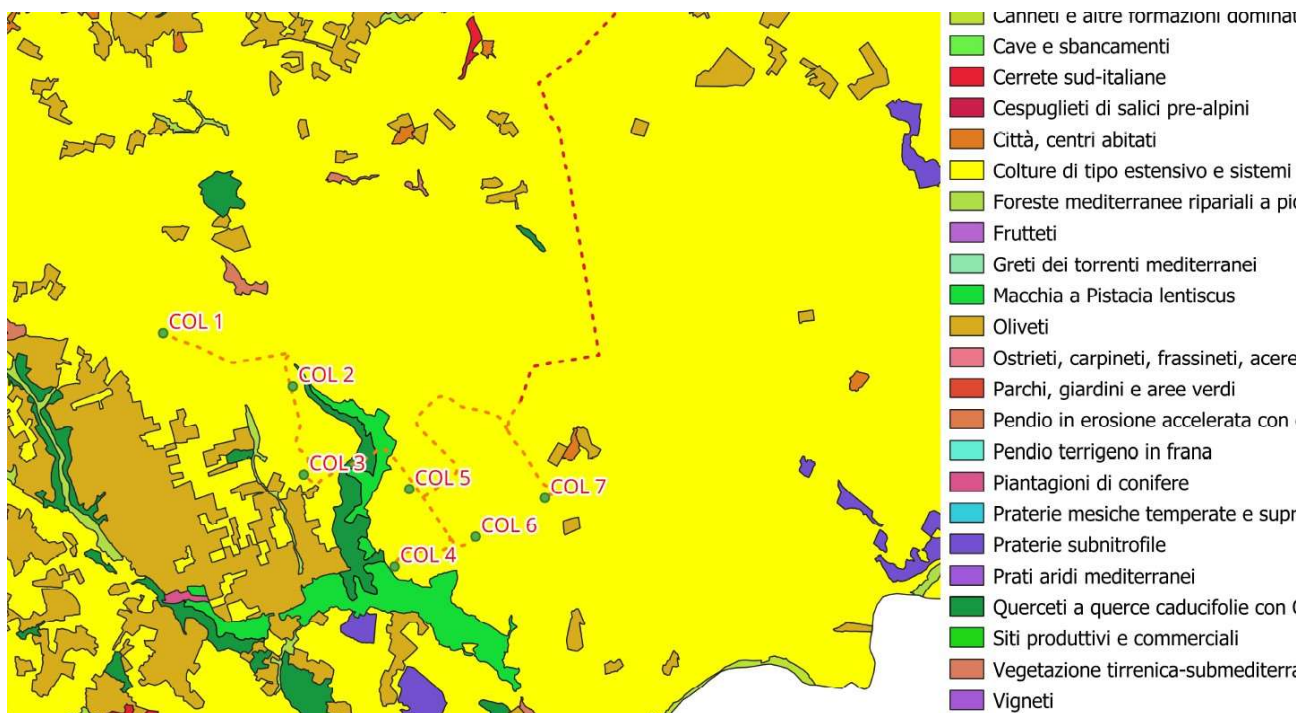 Canneti e altre formazioni dominat
Cave e sbancamenti
Cerrete sud-italiane
Cespuglieti di salici pre-alpini
Città, centri abitati
Colture di tipo estensivo e sistemi
Foreste mediterranee ripariali a pio
Frutteti
Greti dei torrenti mediterranei
Macchia a Pistacia lentiscus
Oliveti
Ostrieti, carpineti, frassineti, acere
Parchi, giardini e aree verdi
Pendio in erosione accelerata con
Pendio terrigeno in frana
Piantagioni di conifere
Praterie mesiche temperate e supr
Praterie subnitrofile
Prati aridi mediterranei
Querceti a querce caducifolie con
Siti produttivi e commerciali
Vegetazione tirrenica-submediterra
Vigneti
COL 1
COL 2
COL 3
COL 5
COL 7
COL 6
COL 4